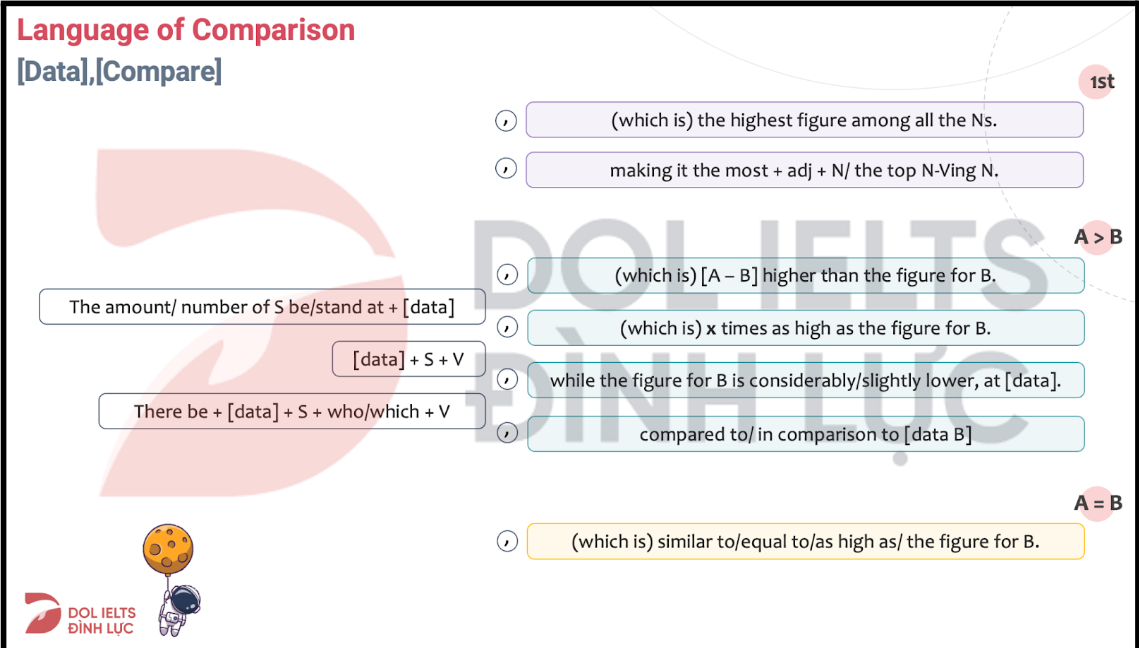 Language of Comparison
[Data],[Compare]
1st
, (which is) the highest figure among all the Ns.
, making it the most + adj + N/ the top N-Ving N.
A > B
, (which is) [A – B] higher than the figure for B.
The amount/ number of S be/stand at + [data]
, (which is) x times as high as the figure for B.
[data] + S + V
, while the figure for B is considerably/slightly lower, at [data].
There be + [data] + S + who/which + V
, compared to/ in comparison to [data B]
A = B
, (which is) similar to/equal to/as high as/ the figure for B.
DOL IELTS
ĐÌNH LỰC
DOL IELTS
ĐÌNH LỰC